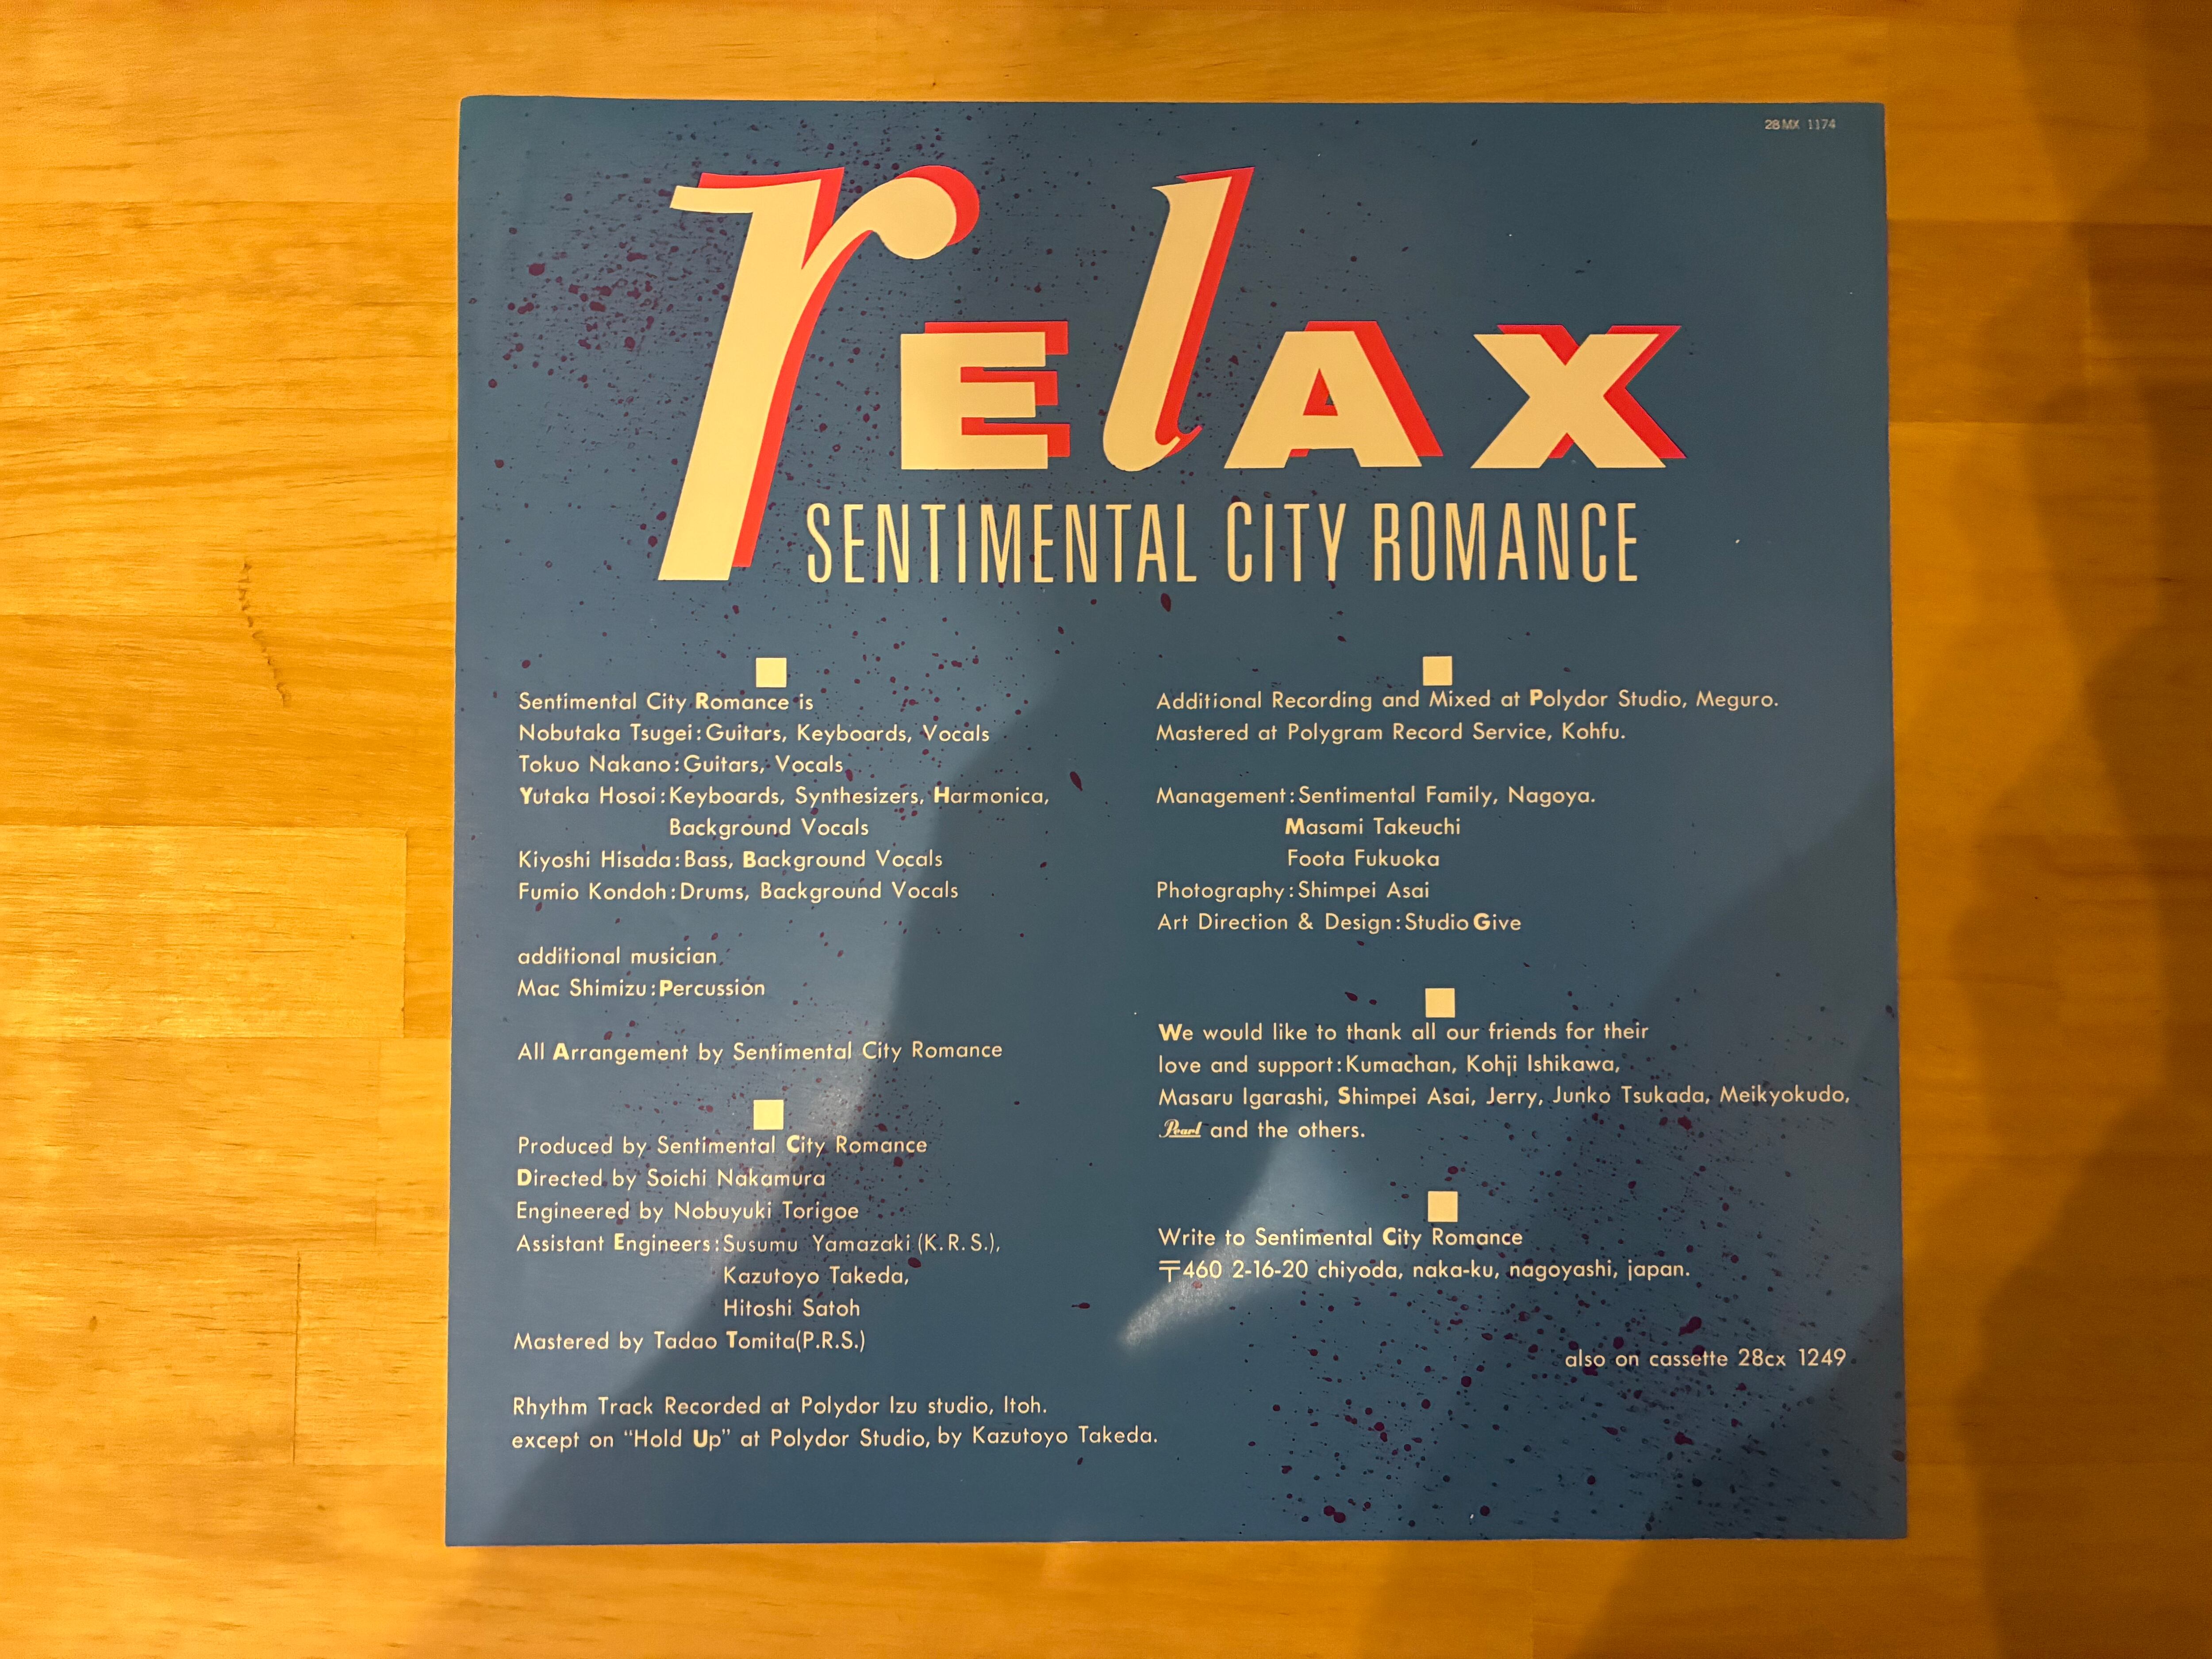 28MX 1174
relax
SENTIMENTAL CITY ROMANCE
Sentimental City Romance is
Nobutaka Tsugei:Guitars, Keyboards, Vocals
Tokuo Nakano:Guitars, Vocals
Yutaka Hosoi:Keyboards, Synthesizers, Harmonica,
Background Vocals
Kiyoshi Hisada:Bass, Background Vocals
Fumio Kondoh:Drums, Background Vocals
additional musician
Mac Shimizu:Percussion
All Arrangement by Sentimental City Romance
Produced by Sentimental City Romance
Directed by Soichi Nakamura
Engineered by Nobuyuki Torigoe
Assistant Engineers:Susumu Yamazaki (K.R.S.),
Kazutoyo Takeda,
Hitoshi Satoh
Mastered by Tadao Tomita(P.R.S.)
Rhythm Track Recorded at Polydor Izu studio, Itoh.
except on “Hold Up” at Polydor Studio, by Kazutoyo Takeda.
Additional Recording and Mixed at Polydor Studio, Meguro.
Mastered at Polygram Record Service, Kohfu.
Management:Sentimental Family, Nagoya.
Masami Takeuchi
Foota Fukuoka
Photography:Shimpei Asai
Art Direction & Design:Studio Give
We would like to thank all our friends for their
love and support:Kumachan, Kohji Ishikawa,
Masaru Igarashi, Shimpei Asai, Jerry, Junko Tsukada, Meikyokudo,
Pearl and the others.
Write to Sentimental City Romance
〒460 2-16-20 chiyoda, naka-ku, nagoyashi, japan.
also on cassette 28cx 1249